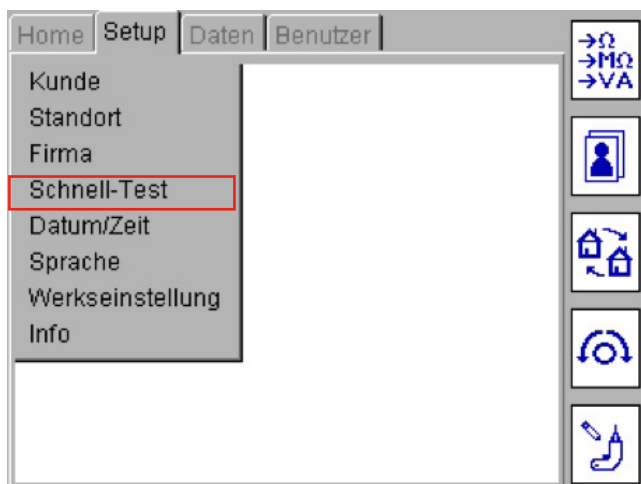 Home Setup Daten Benutzer
Kunde
Standort
Firma
Schnell-Test
Datum/Zeit
Sprache
Werkseinstellung
Info
→Ω
→MΩ
→VA